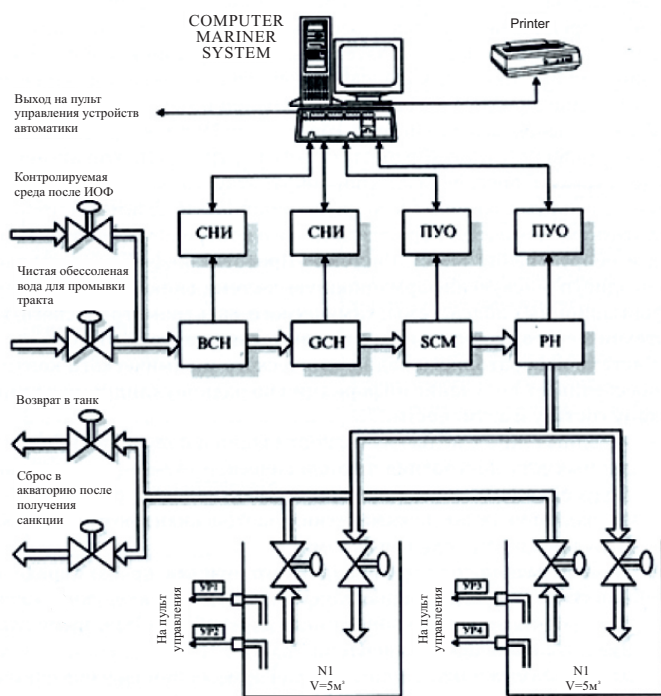 COMPUTER
MARINER
SYSTEM
Printer
Выход на пульт
управления устройств
автоматики
Контролируемая
среда после ИОФ
СНИ
СНИ
ПУО
ПУО
Чистая обессоленая
вода для промывки
тракта
BCH
GCH
SCM
PH
Возврат в танк
Сброс в
акваторию после
получения
санкции
На пульт
управления
УР1
УР2
N1
V=5м³
На пульт
управления
УР3
УР4
N1
V=5м³